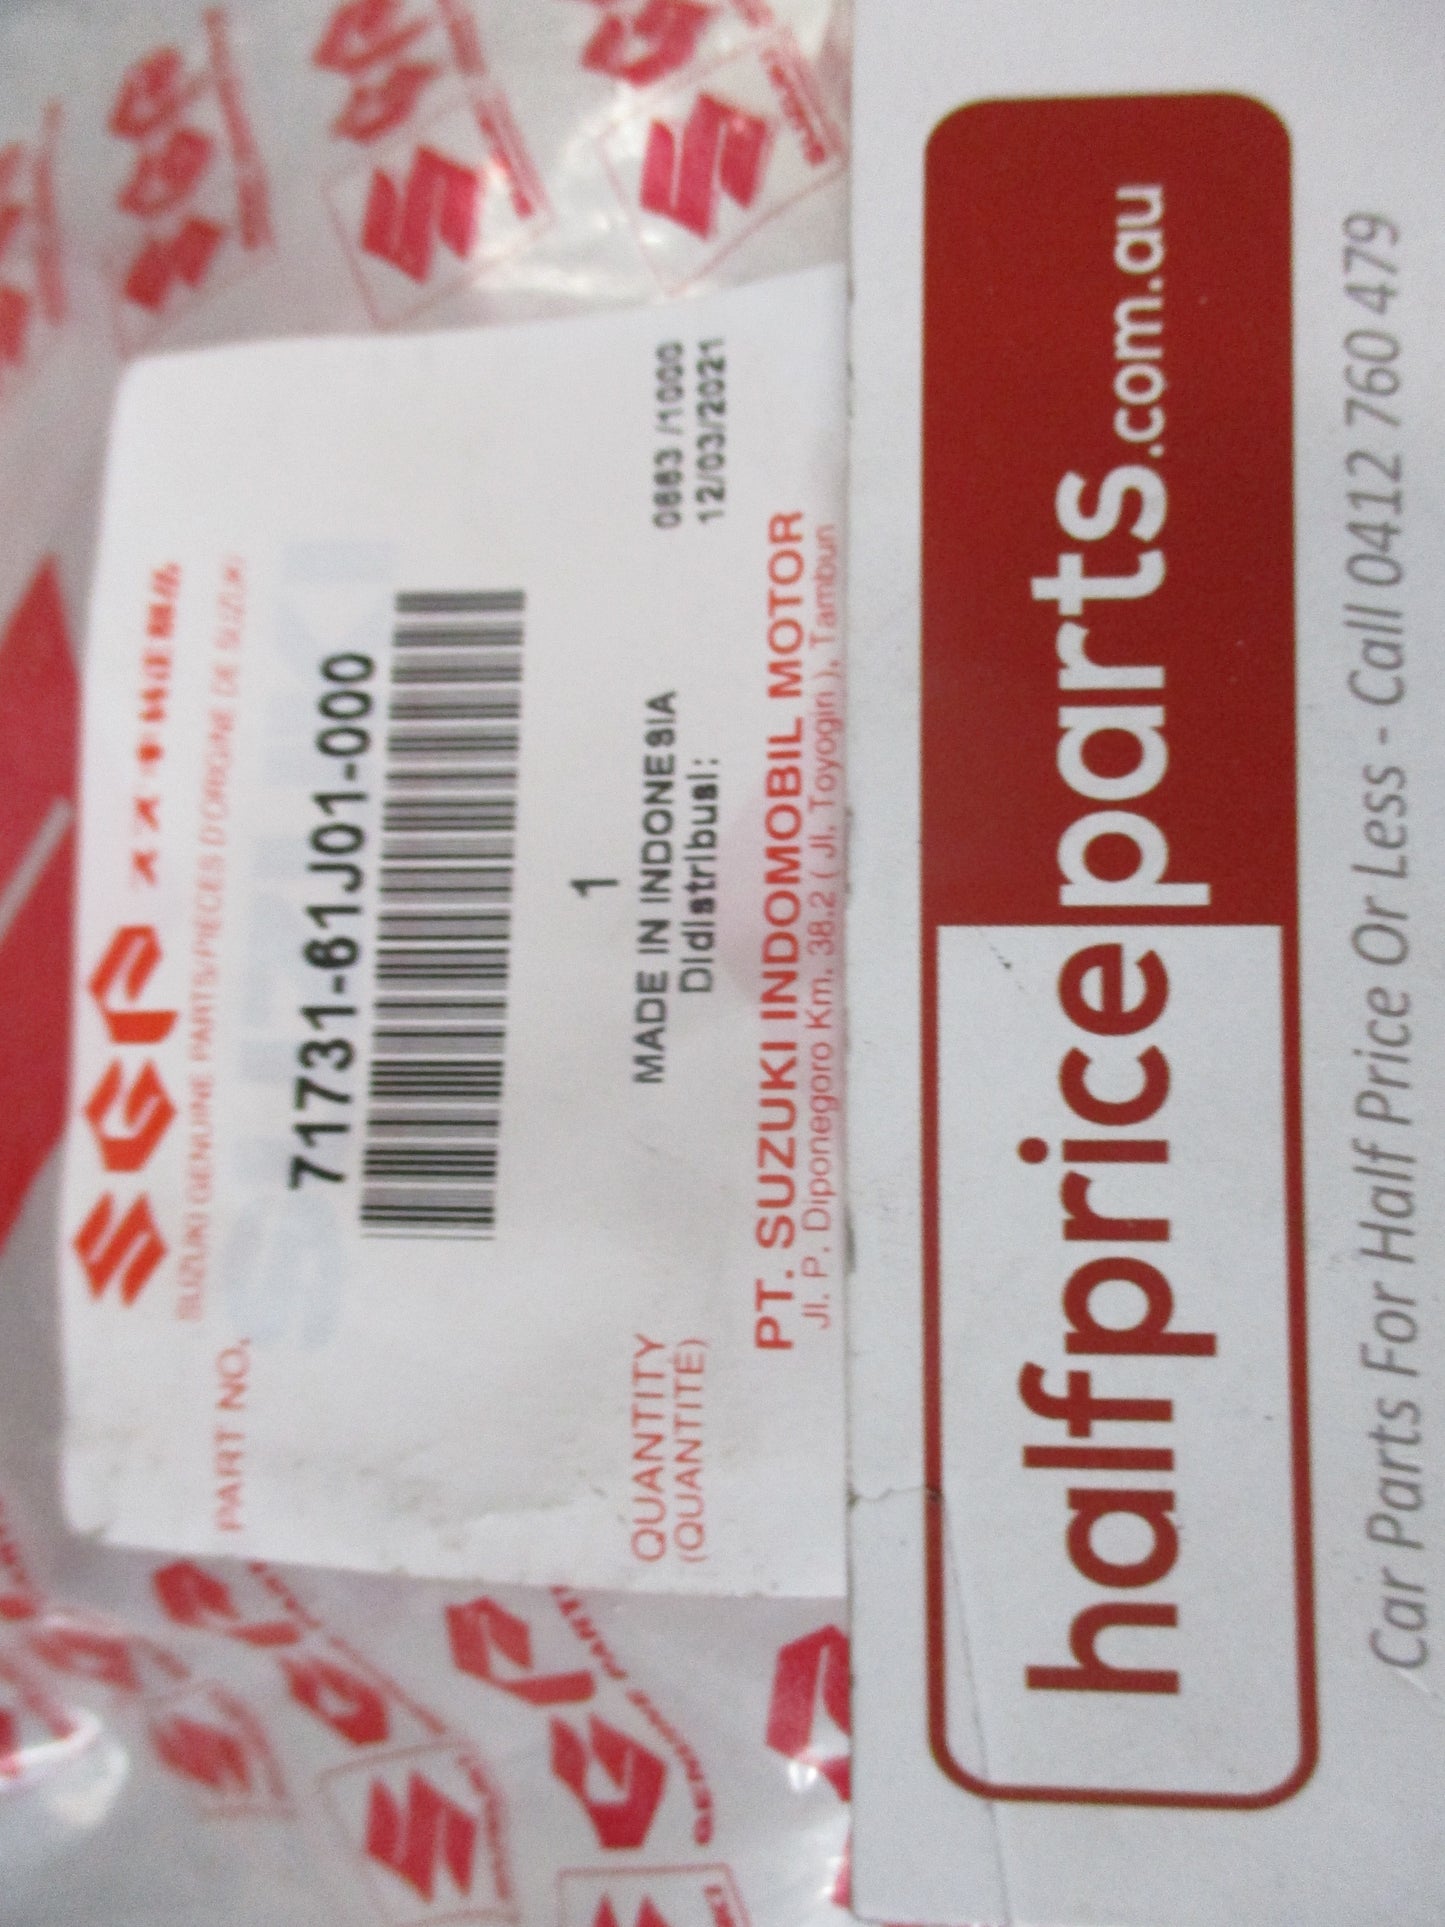 SGP
SUZUKI GENUINE PARTS/PIECES D'ORIGINE DE SUZUKI
PART NO.
71731-61J01-000
QUANTITY
(QUANTITÉ)
1
MADE IN INDONESIA
Didistribusi:
0663 /1000
12/03/2021
PT. SUZUKI INDOMOBIL MOTOR
Jl. P. Diponegoro Km. 38.2 ( Jl. Toyogiri ), Tambun
halfpriceparts.com.au
Car Parts For Half Price Or Less - Call 0412 760 479